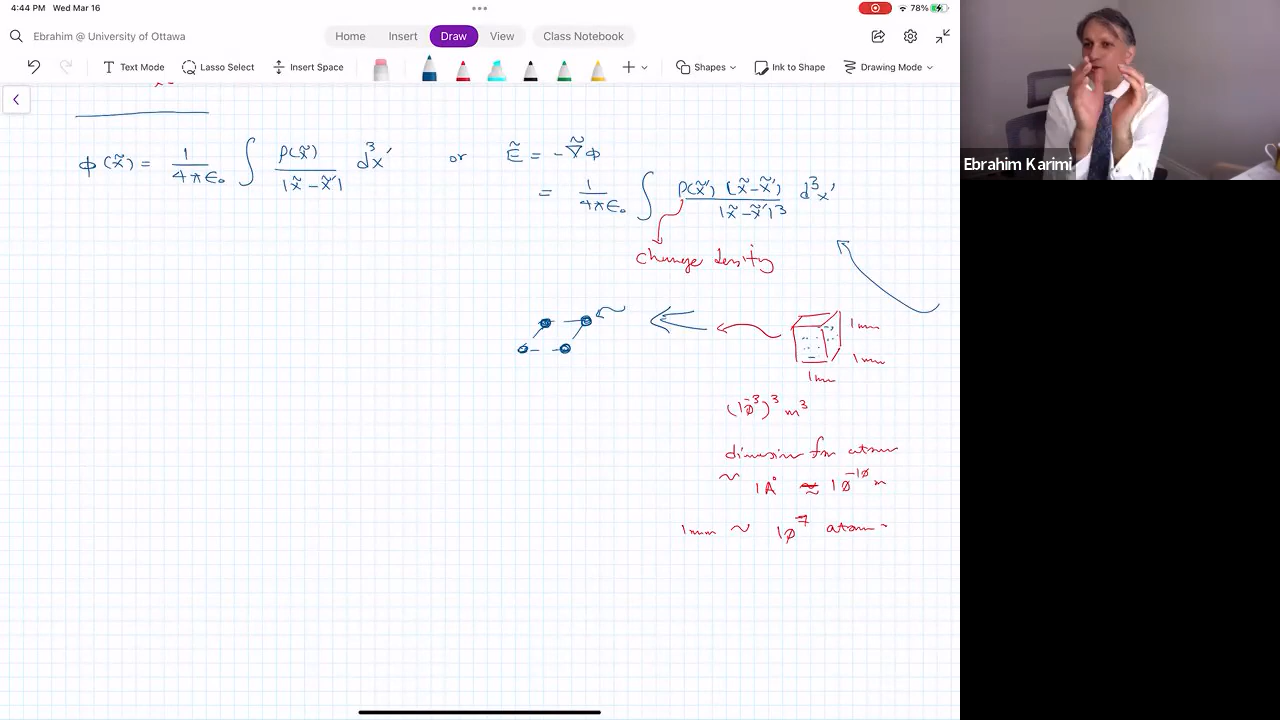 4:44 PM Wed Mar 16
78%
Ebrahim @ University of Ottawa
Home Insert Draw View Class Notebook
Text Mode Lasso Select Insert Space Shapes Ink to Shape Drawing Mode
Φ(x̃) = 1/4πε₀ ∫ ρ(x̃)/|x̃-x̃'| d³x' or Ẽ = -∇̃Φ
= 1/4πε₀ ∫ ρ(x̃') (x̃-x̃')/|x̃-x̃'|³ d³x'
charge density
1mm
1mm
1mm
(10⁻³)³ m³
dimension for atoms
~ 1Å ≈ 10⁻¹⁰ m
1mm ~ 10⁷ atoms
Ebrahim Karimi